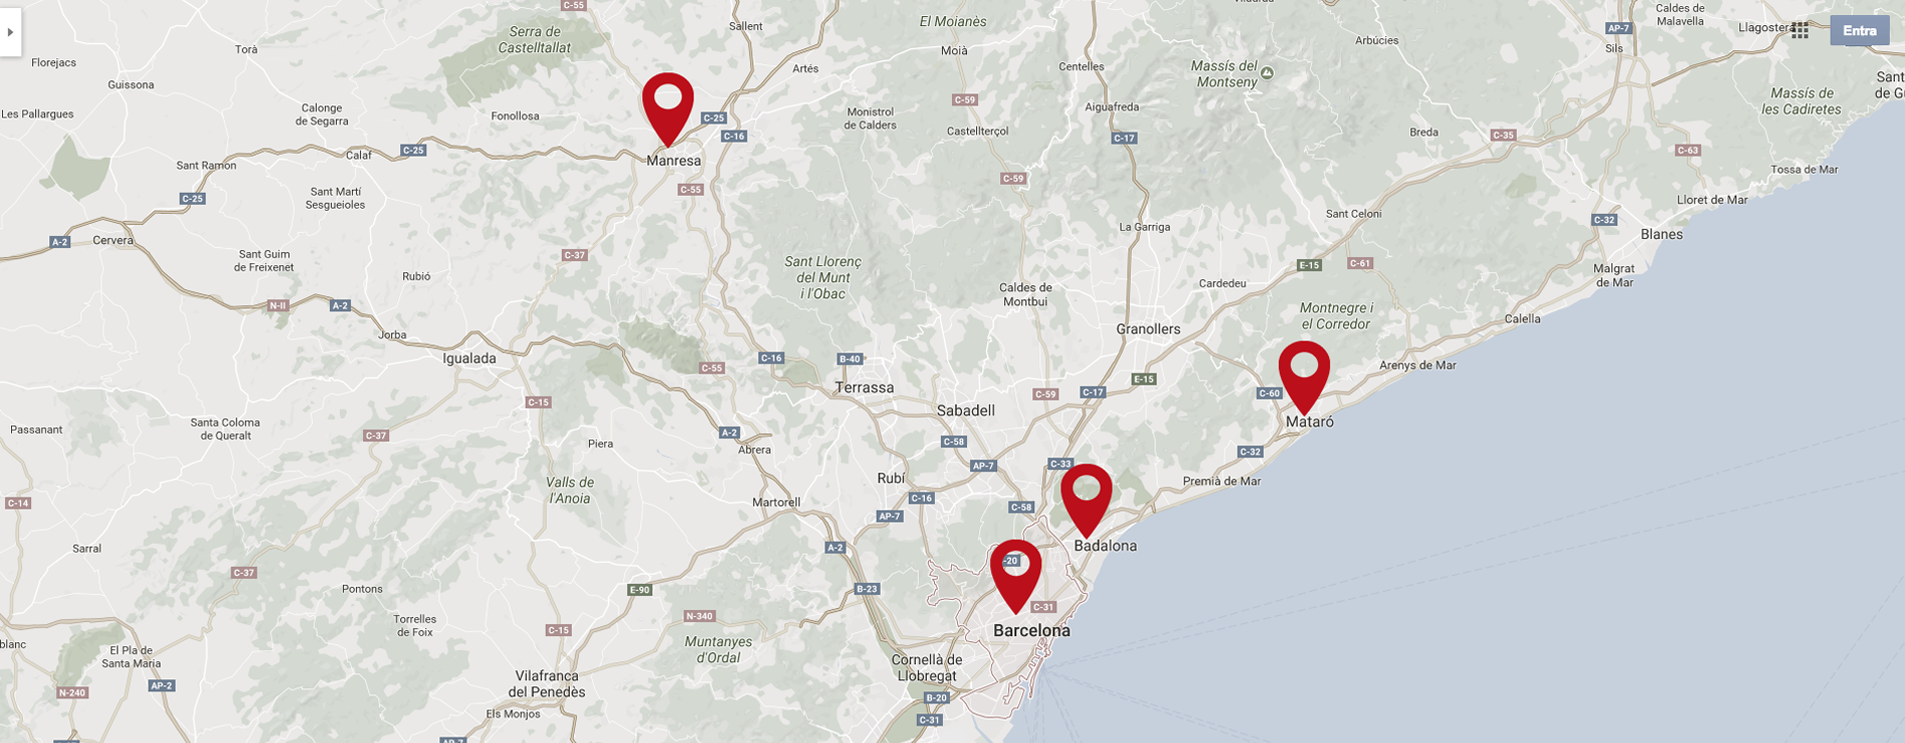 C-55
Sallent
El Moianès
Caldes de
Malavella
Llagostera
Entra
Serra de
Castelltallat
Torà
Moià
Arbúcies
AP-7
Sils
Florejacs
Guissona
Artés
Centelles
Massís del
Montseny
Sant
de G
Les Pallargues
Calonge
de Segarra
Fonollosa
C-25
C-16
Monistrol
de Calders
C-59
Castellterçol
Aiguafreda
C-17
Breda
C-35
Massís de
les Cadiretes
Sant Ramon
Calaf
C-25
Manresa
C-55
C-59
C-63
Tossa de Mar
C-25
Sant Martí
Sesgueioles
Lloret de Mar
A-2
Cervera
Sant Guim
de Freixenet
Rubió
C-37
Sant Llorenç
del Munt
i l'Obac
La Garriga
Sant Celoni
C-32
Blanes
E-15
C-61
Malgrat
de Mar
N-II
A-2
Jorba
Caldes de
Montbui
Cardedeu
Montnegre i
el Corredor
Calella
Igualada
C-55
C-16
B-40
Granollers
Arenys de Mar
Terrassa
E-15
C-15
C-59
C-17
C-60
Sabadell
Mataró
Passanant
Santa Coloma
de Queralt
C-37
Piera
A-2
Abrera
C-58
AP-7
C-33
C-32
Premià de Mar
Rubí
C-14
Valls de
l'Anoia
Martorell
C-16
AP-7
C-58
Sarral
A-2
Badalona
C-37
Pontons
E-90
B-23
-20
C-31
Torrelles
de Foix
C-15
N-340
Barcelona
blanc
El Pla de
Santa Maria
Muntanyes
d'Ordal
Cornellà de
Llobregat
N-240
AP-2
Vilafranca
del Penedès
Els Monjos
B-20
C-31